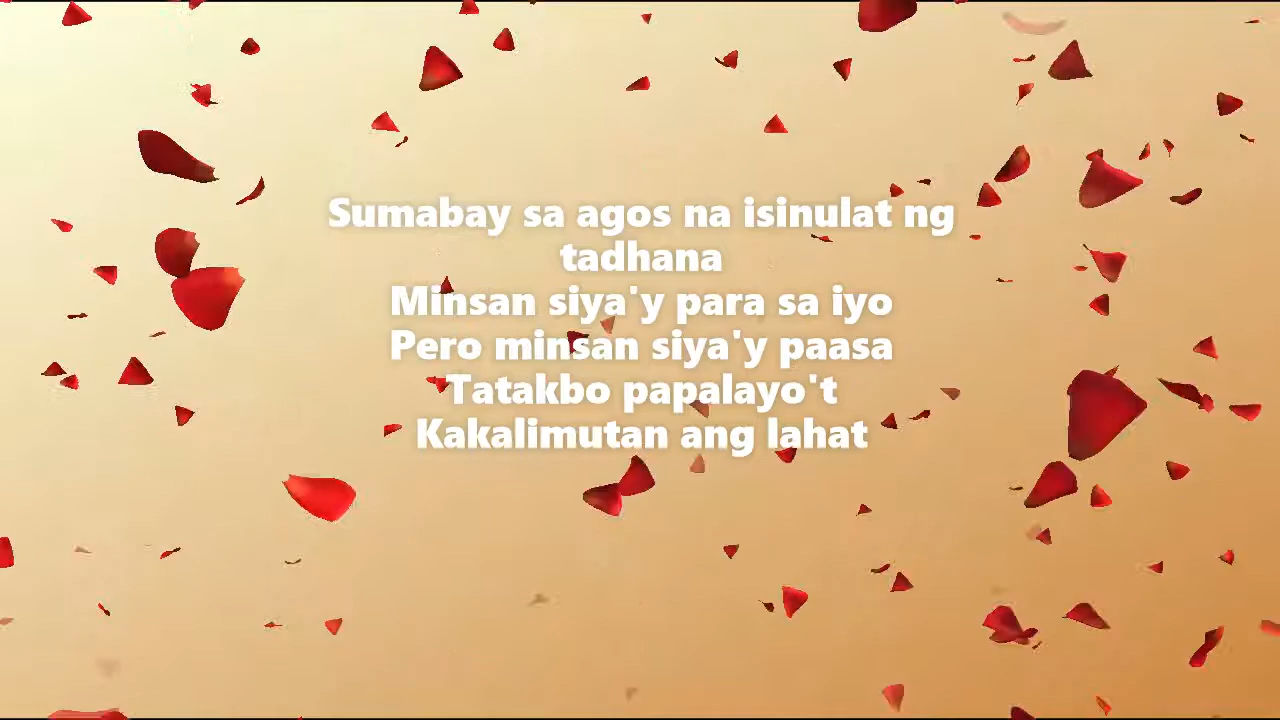 Sumabay sa agos na isinulat ng
tadhana
Minsan siya'y para sa iyo
Pero minsan siya'y paasa
Tatakbo papalayo't
Kakalimutan ang lahat